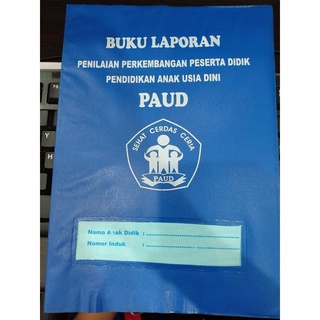 BUKU LAPORAN
PENILAIAN PERKEMBANGAN PESERTA DIDIK
PENDIDIKAN ANAK USIA DINI
PAUD
SEHAT CERDAS CERIA
PAUD
Nama Anak Didik :
Nomor Induk :